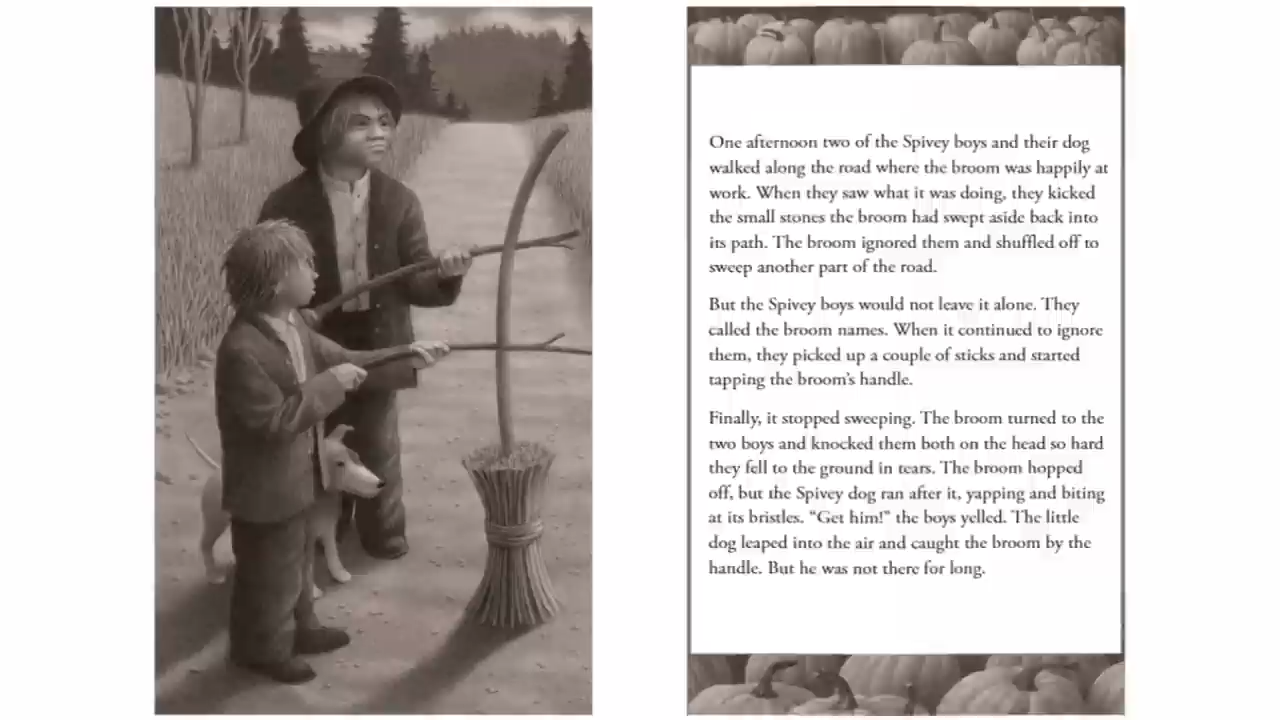 One afternoon two of the Spivey boys and their dog
walked along the road where the broom was happily at
work. When they saw what it was doing, they kicked
the small stones the broom had swept aside back into
its path. The broom ignored them and shuffled off to
sweep another part of the road.
But the Spivey boys would not leave it alone. They
called the broom names. When it continued to ignore
them, they picked up a couple of sticks and started
tapping the broom's handle.
Finally, it stopped sweeping. The broom turned to the
two boys and knocked them both on the head so hard
they fell to the ground in tears. The broom hopped
off, but the Spivey dog ran after it, yapping and biting
at its bristles. “Get him!” the boys yelled. The little
dog leaped into the air and caught the broom by the
handle. But he was not there for long.